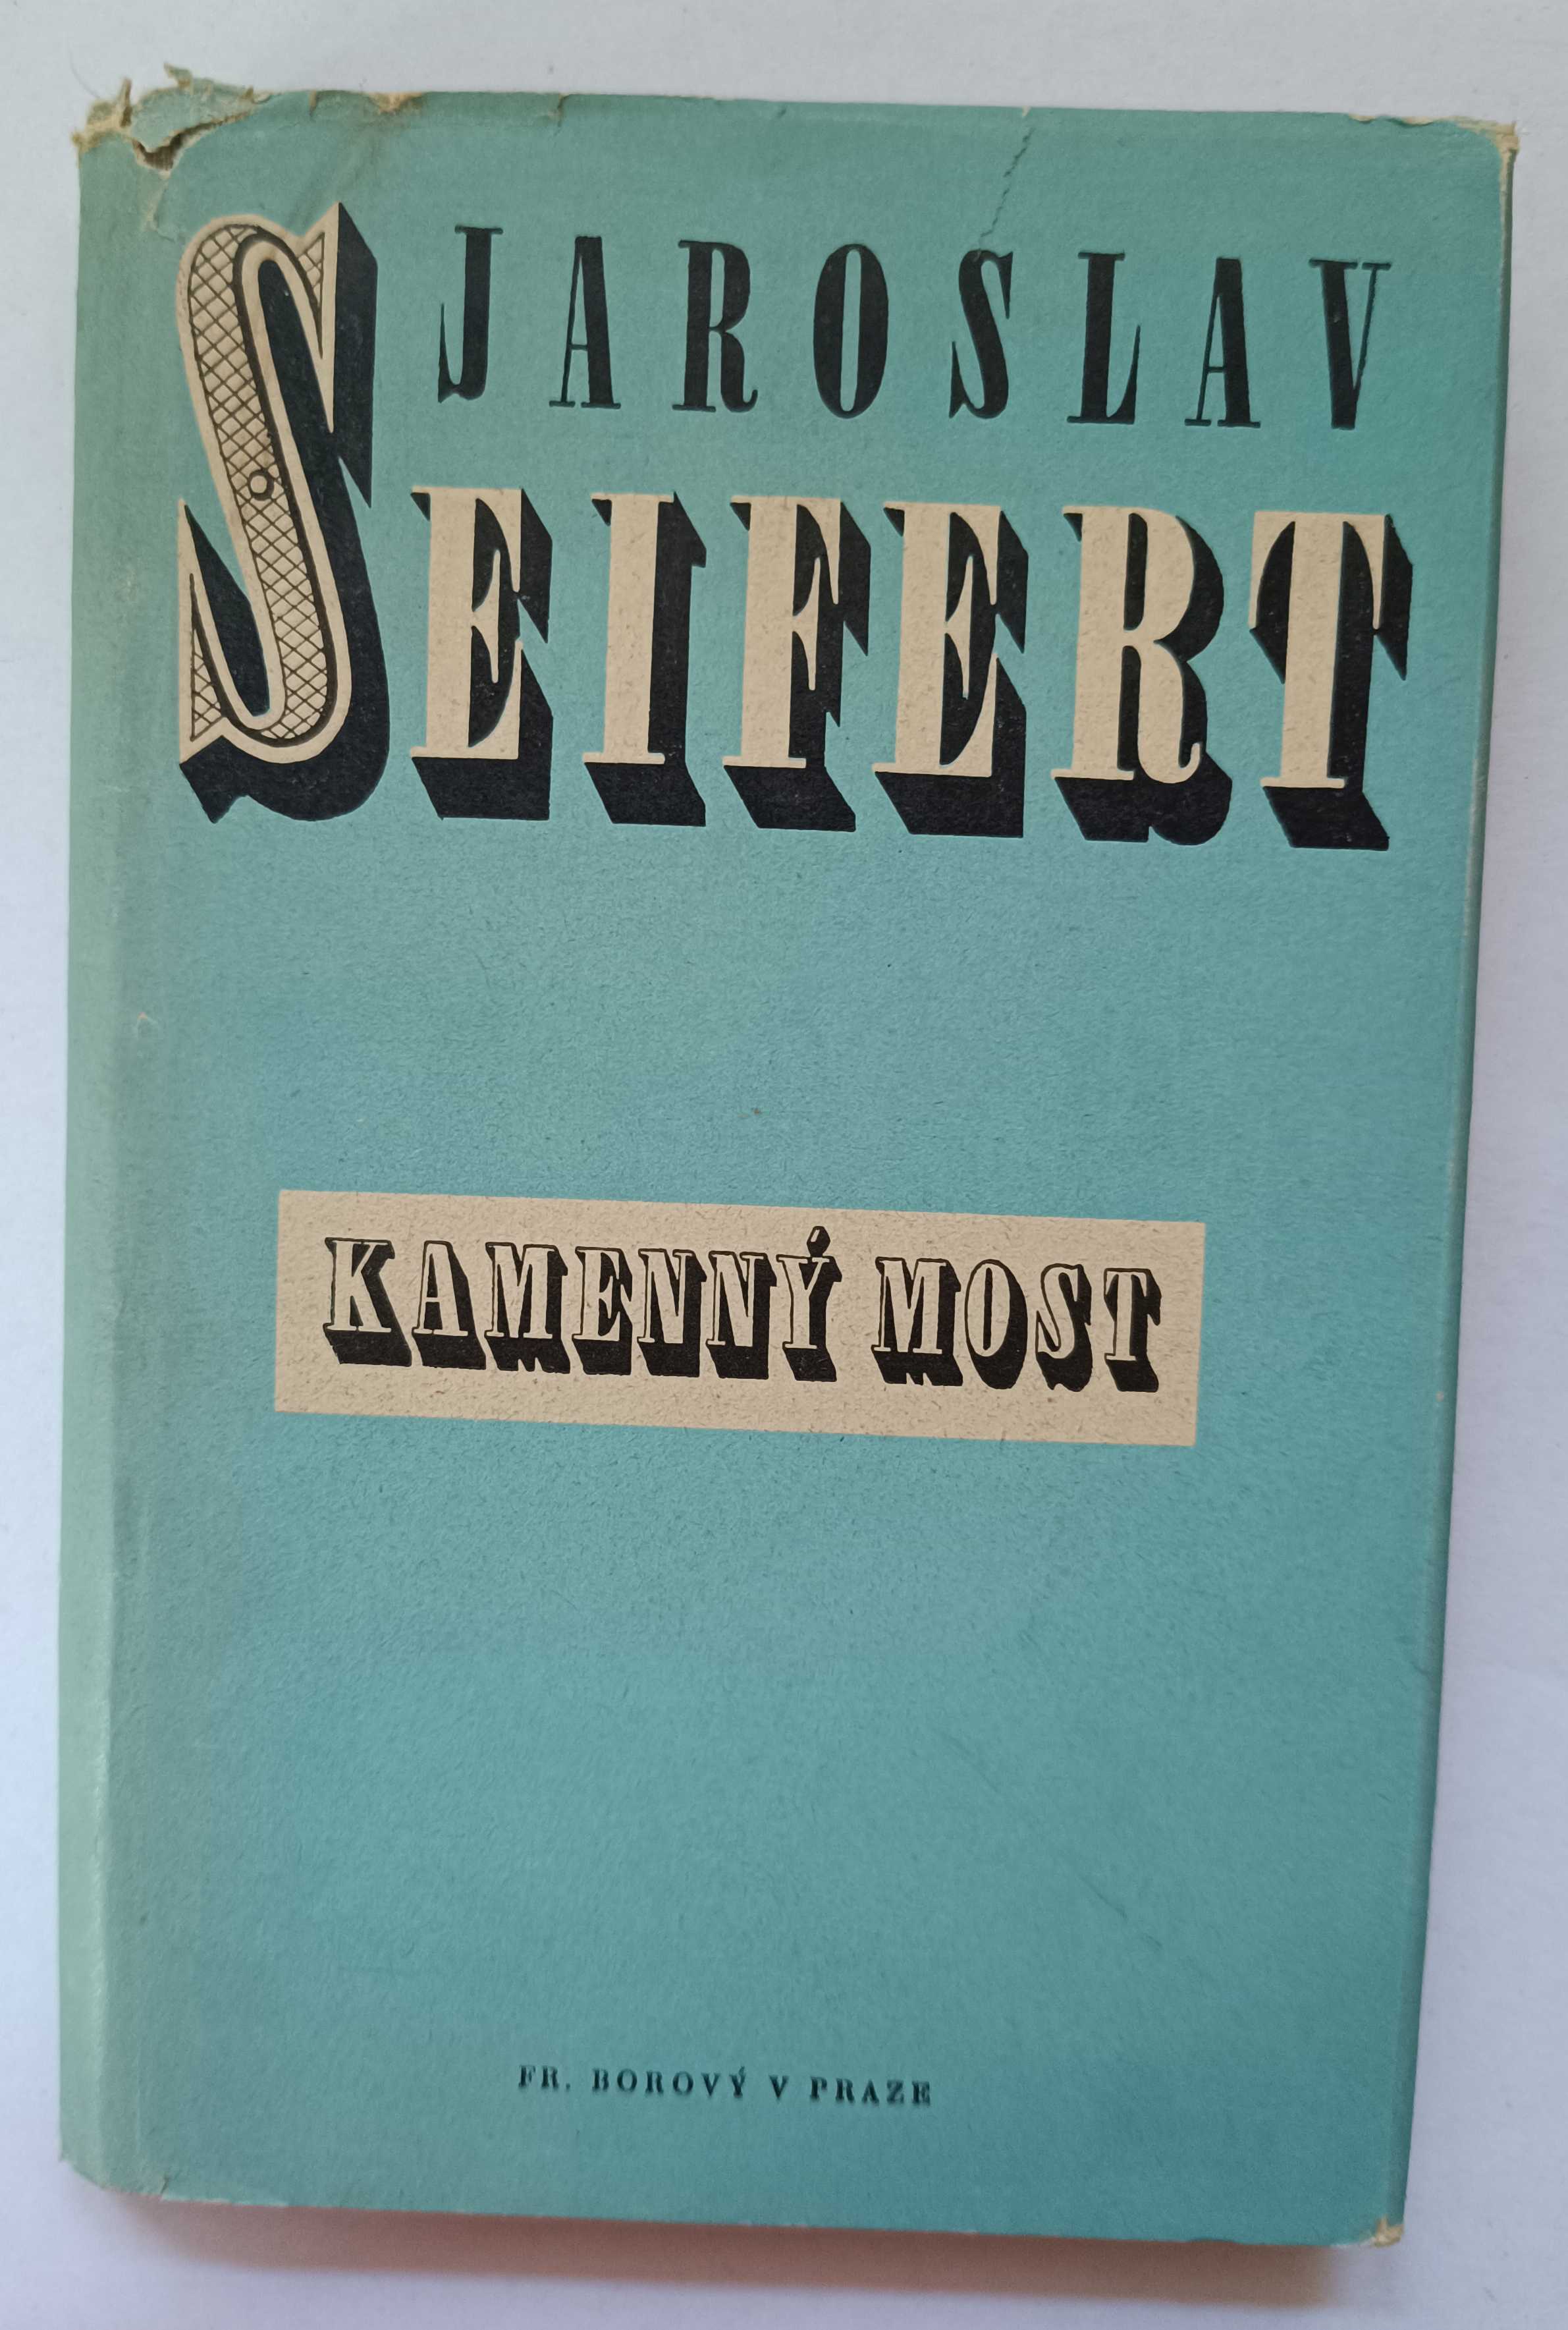 JAROSLAV
SEIFERT
KAMENNÝ MOST
FR. BOROVÝ V PRAZE